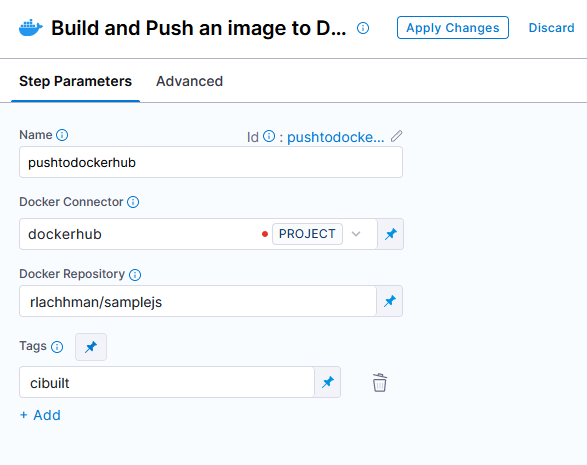 Build and Push an image to D...
Apply Changes
Discard
Step Parameters
Advanced
Name
Id : pushtodocke...
pushtodockerhub
Docker Connector
dockerhub
PROJECT
Docker Repository
rlachhman/samplejs
Tags
cibuilt
+ Add